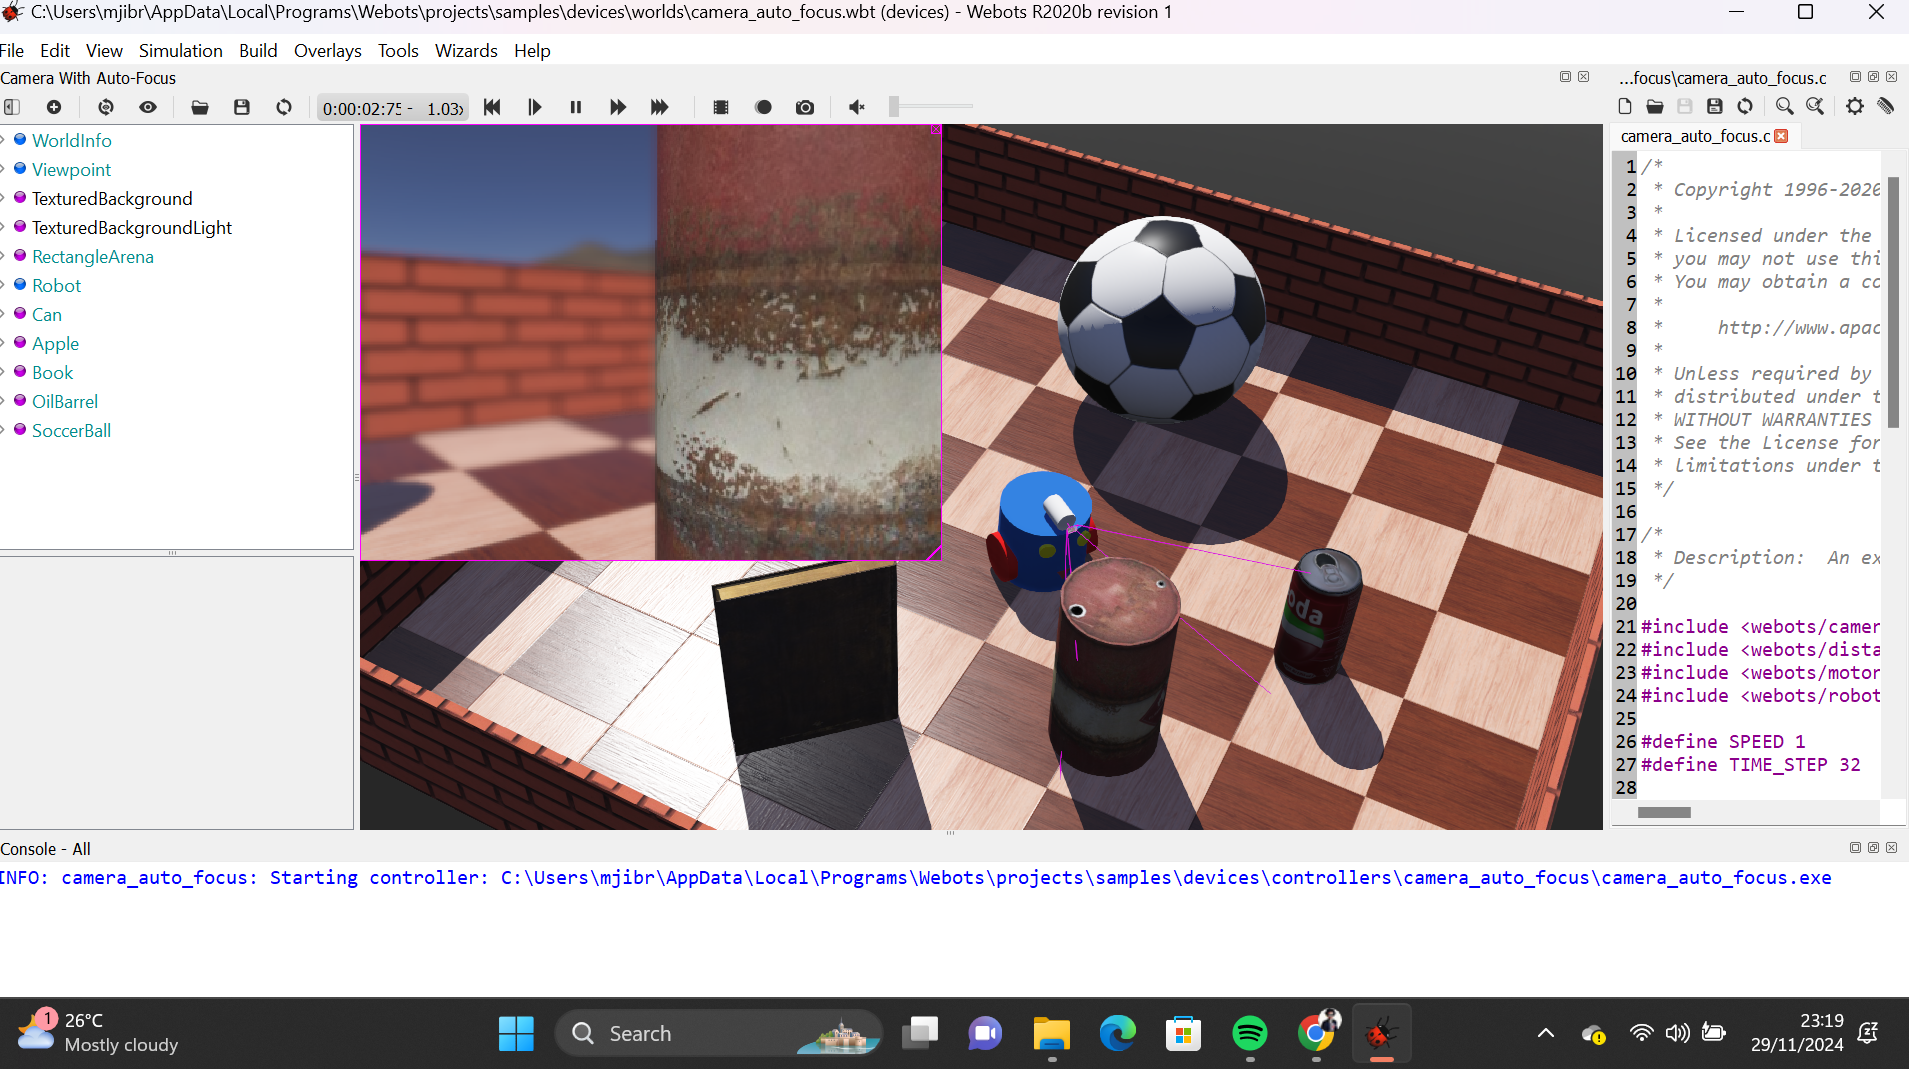 C:\Users\mjibr\AppData\Local\Programs\Webots\projects\samples\devices\worlds\camera_auto_focus.wbt (devices) - Webots R2020b revision 1
File Edit View Simulation Build Overlays Tools Wizards Help
Camera With Auto-Focus
0:00:02:75 - 1.03x
WorldInfo
Viewpoint
TexturedBackground
TexturedBackgroundLight
RectangleArena
Robot
Can
Apple
Book
OilBarrel
SoccerBall
oda
...focus\camera_auto_focus.c
camera_auto_focus.c
1 /*
2 * Copyright 1996-2020
3 *
4 * Licensed under the
5 * you may not use thi
6 * You may obtain a co
7 *
8 * http://www.apac
9 *
10 * Unless required by
11 * distributed under t
12 * WITHOUT WARRANTIES
13 * See the License for
14 * limitations under t
15 */
16
17 /*
18 * Description: An ex
19 */
20
21 #include <webots/camer
22 #include <webots/dista
23 #include <webots/motor
24 #include <webots/robot
25
26 #define SPEED 1
27 #define TIME_STEP 32
28
Console - All
INFO: camera_auto_focus: Starting controller: C:\Users\mjibr\AppData\Local\Programs\Webots\projects\samples\devices\controllers\camera_auto_focus\camera_auto_focus.exe
1
26°C
Mostly cloudy
Search
23:19
29/11/2024